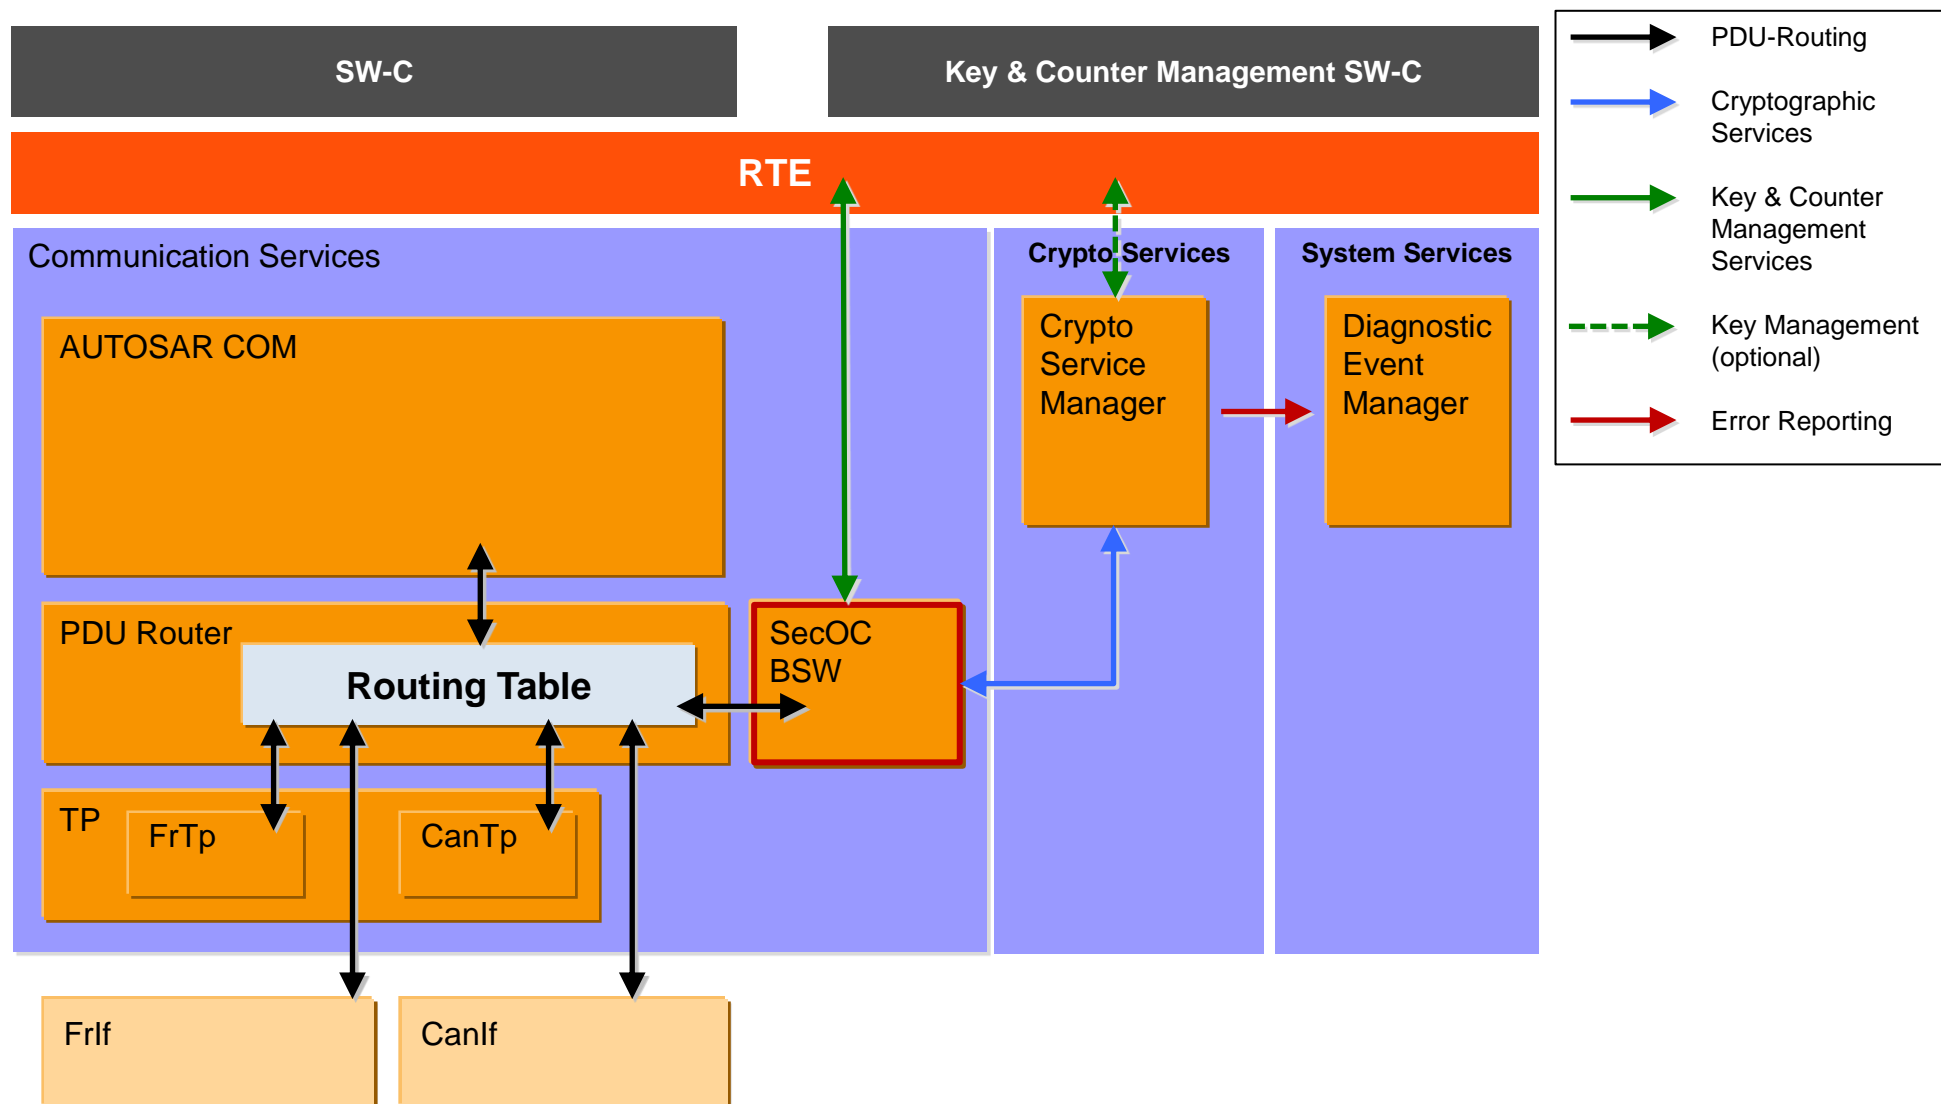 SW-C
Key & Counter Management SW-C
RTE
Communication Services
Crypto Services
System Services
AUTOSAR COM
Crypto
Service
Manager
Diagnostic
Event
Manager
PDU Router
Routing Table
SecOC
BSW
TP
FrTp
CanTp
FrIf
CanIf
PDU-Routing
Cryptographic
Services
Key & Counter
Management
Services
Key Management
(optional)
Error Reporting